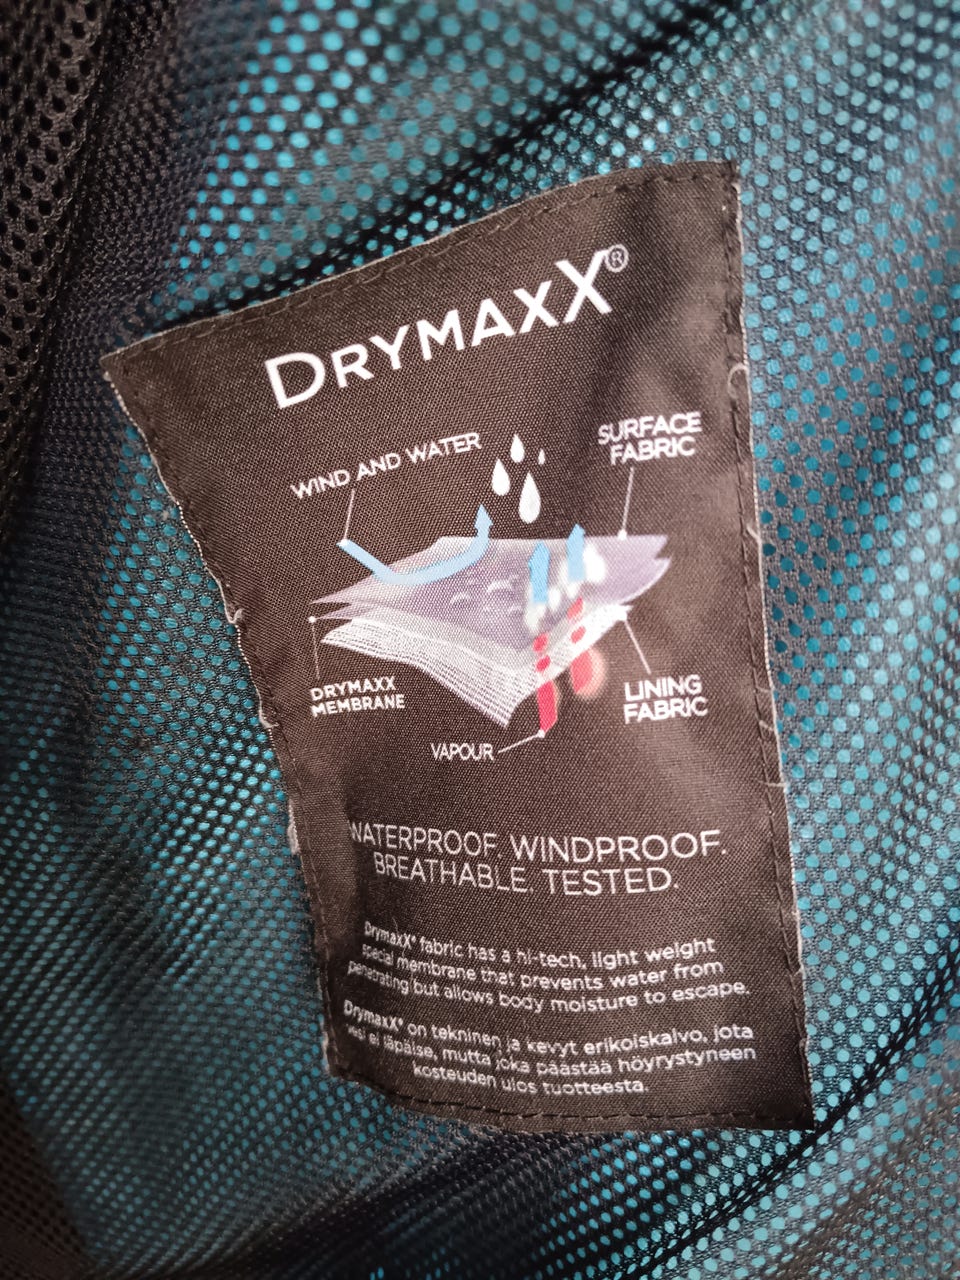 DRYMAXX®
WIND AND WATER
SURFACE
FABRIC
DRYMAXX
MEMBRANE
LINING
FABRIC
VAPOUR
WATERPROOF. WINDPROOF.
BREATHABLE. TESTED.
DrymaxX® fabric has a hi-tech, light weight
special membrane that prevents water from
penetrating but allows body moisture to escape.
DrymaxX® on tekninen ja kevyt erikoiskalvo, jota
vesi ei läpäise, mutta joka päästää höyrystyneen
kosteuden ulos tuotteesta.